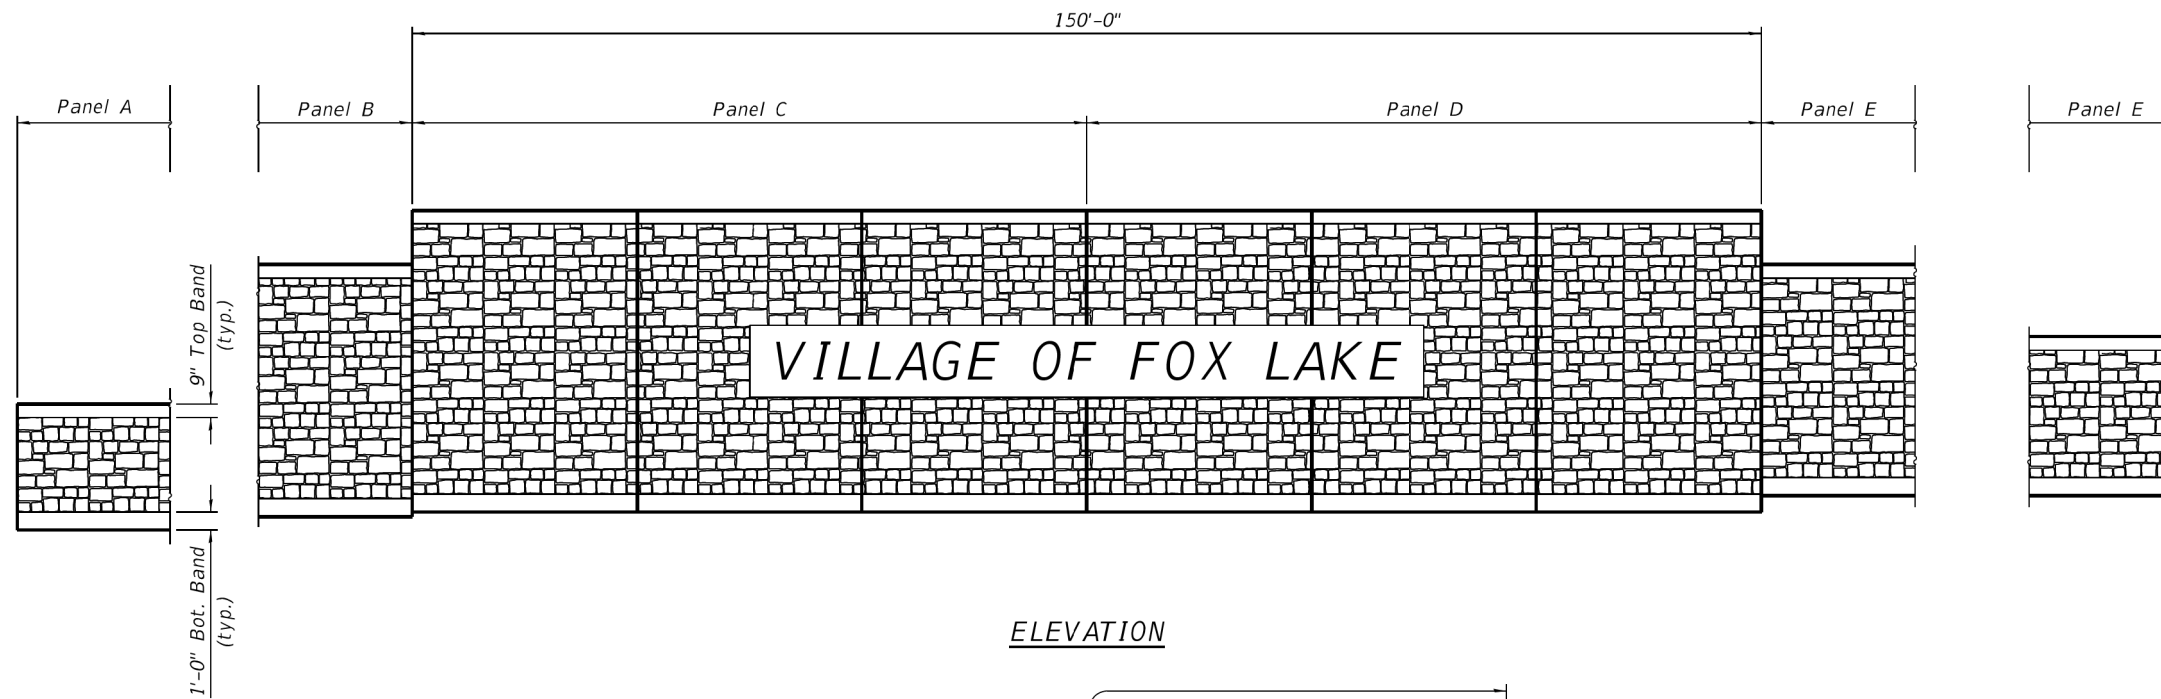 150'-0"
Panel A
Panel B
Panel C
Panel D
Panel E
Panel E
9" Top Band
(typ.)
VILLAGE OF FOX LAKE
1'-0" Bot. Band
(typ.)
ELEVATION